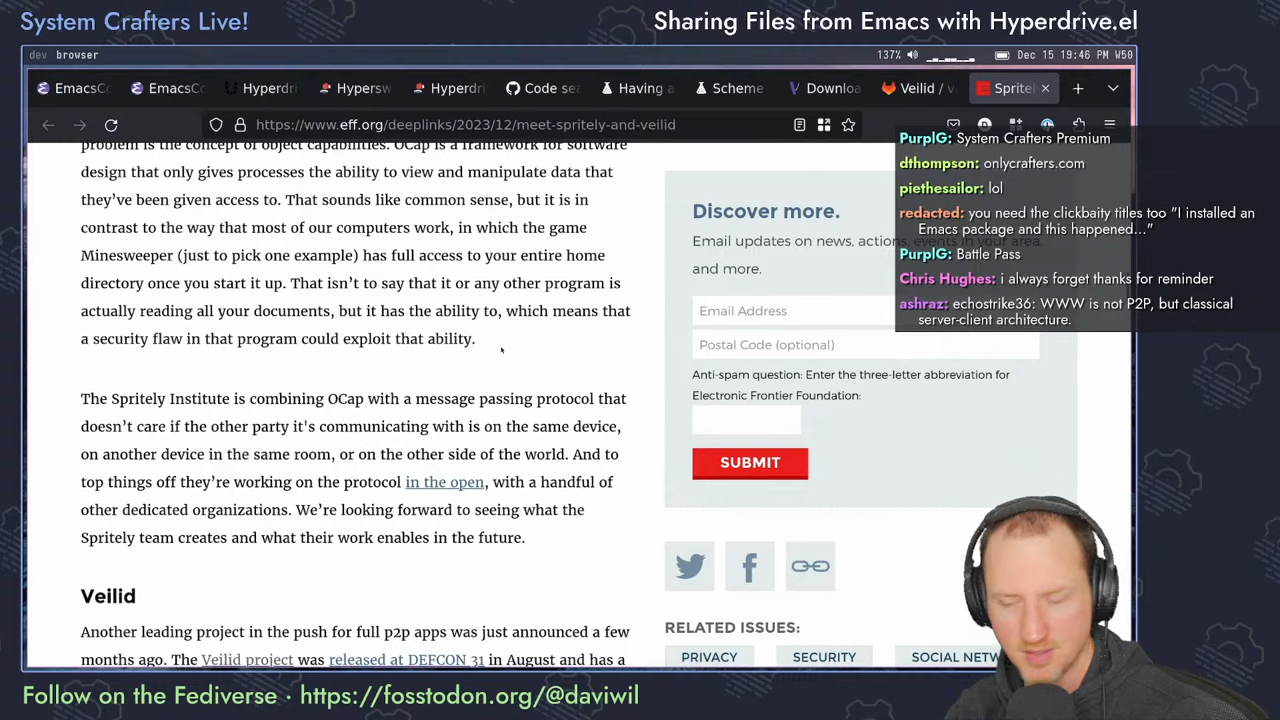 System Crafters Live!
Sharing Files from Emacs with Hyperdrive.el
dev browser
137% Dec 15 19:46 PM W50
EmacsCo
EmacsCo
Hyperdri
Hypersw
Hyperdri
Code sea
Having a
Scheme
Downloa
Veilid / v
Spritel
https://www.eff.org/deeplinks/2023/12/meet-spritely-and-veilid
PurplG: System Crafters Premium
dthompson: onlycrafters.com
piethesailor: lol
redacted: you need the clickbaity titles too "I installed an
Emacs package and this happened..."
PurplG: Battle Pass
Chris Hughes: i always forget thanks for reminder
ashraz: echostrike36: WWW is not P2P, but classical
server-client architecture.
problem is the concept of object capabilities. OCap is a framework for software
design that only gives processes the ability to view and manipulate data that
they've been given access to. That sounds like common sense, but it is in
contrast to the way that most of our computers work, in which the game
Minesweeper (just to pick one example) has full access to your entire home
directory once you start it up. That isn't to say that it or any other program is
actually reading all your documents, but it has the ability to, which means that
a security flaw in that program could exploit that ability.
The Spritely Institute is combining OCap with a message passing protocol that
doesn't care if the other party it's communicating with is on the same device,
on another device in the same room, or on the other side of the world. And to
top things off they're working on the protocol in the open, with a handful of
other dedicated organizations. We're looking forward to seeing what the
Spritely team creates and what their work enables in the future.
Veilid
Another leading project in the push for full p2p apps was just announced a few
months ago. The Veilid project was released at DEFCON 31 in August and has a
Discover more.
Email updates on news, actions, events in your area,
and more.
Email Address
Postal Code (optional)
Anti-spam question: Enter the three-letter abbreviation for
Electronic Frontier Foundation:
SUBMIT
RELATED ISSUES:
PRIVACY
SECURITY
SOCIAL NETW
Follow on the Fediverse · https://fosstodon.org/@daviwil